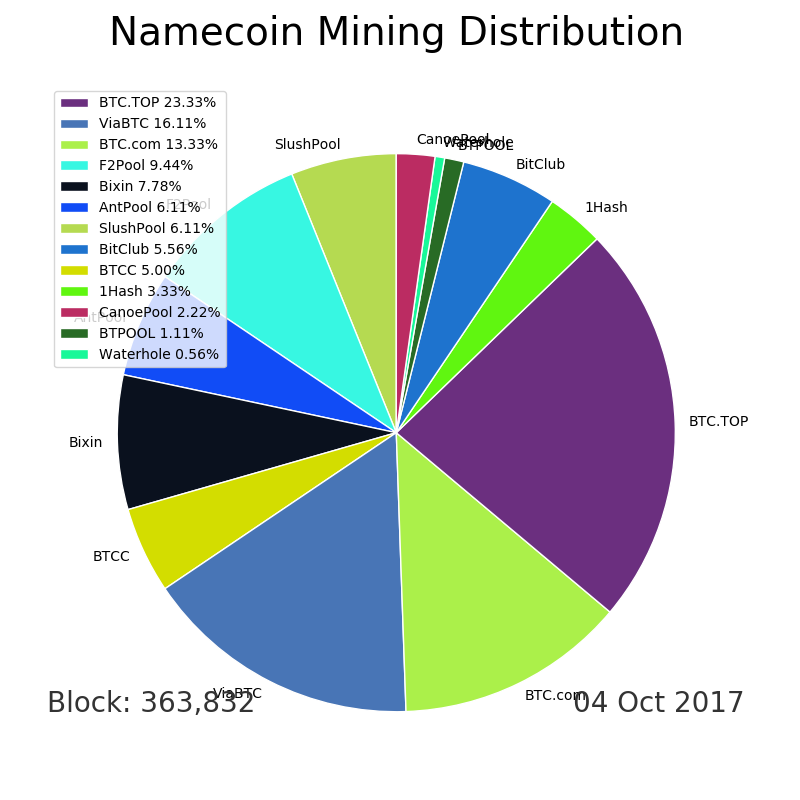 Namecoin Mining Distribution
BTC.TOP 23.33%
ViaBTC 16.11%
BTC.com 13.33%
F2Pool 9.44%
Bixin 7.78%
AntPool 6.11%
SlushPool 6.11%
BitClub 5.56%
BTCC 5.00%
1Hash 3.33%
CanoePool 2.22%
BTPOOL 1.11%
Waterhole 0.56%
CanoePool
Waterhole
BTPOOL
SlushPool
BitClub
F2Pool
1Hash
AntPool
BTC.TOP
Bixin
BTCC
ViaBTC
BTC.com
Block: 363,832
04 Oct 2017